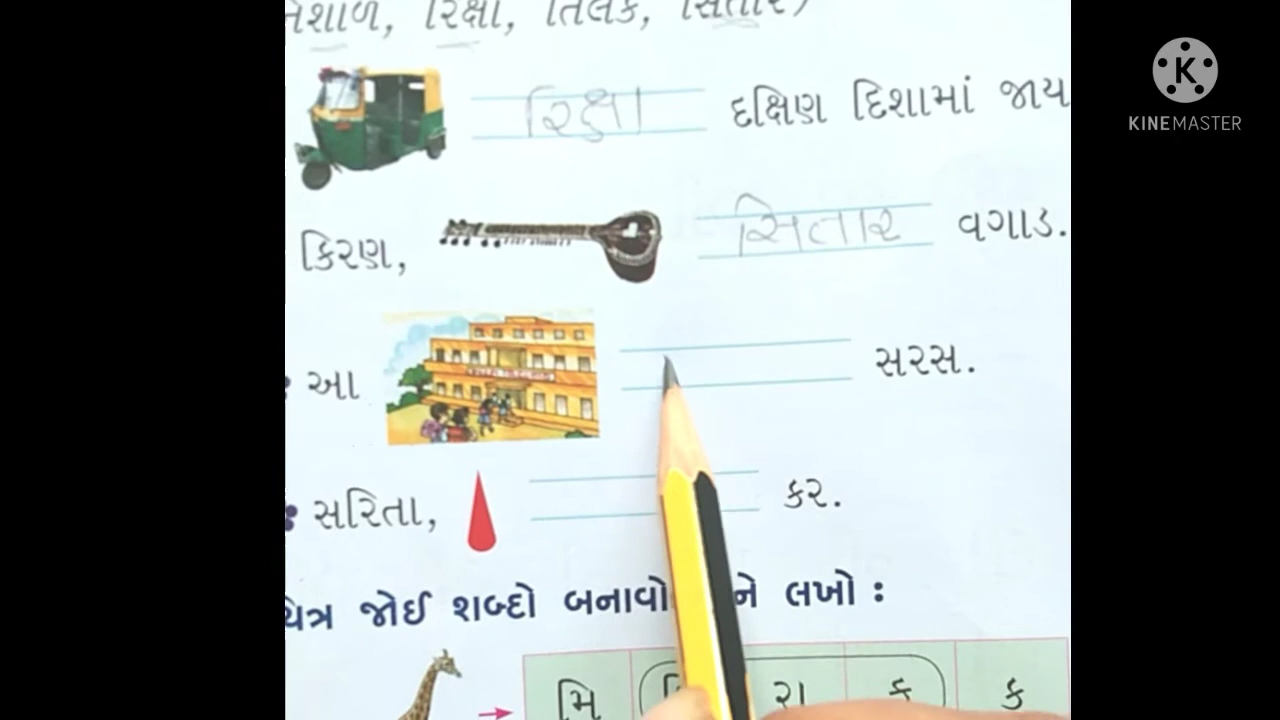 નિશાળ, રિક્ષા, તિલક, સિતાર)
રિક્ષા દક્ષિણ દિશામાં જાય
K
KINEMASTER
કિરણ, સિતાર વગાડ.
આ સરસ.
સરિતા, કર.
ચિત્ર જોઈ શબ્દો બનાવો ને લખો :
મિ રા ફ ક